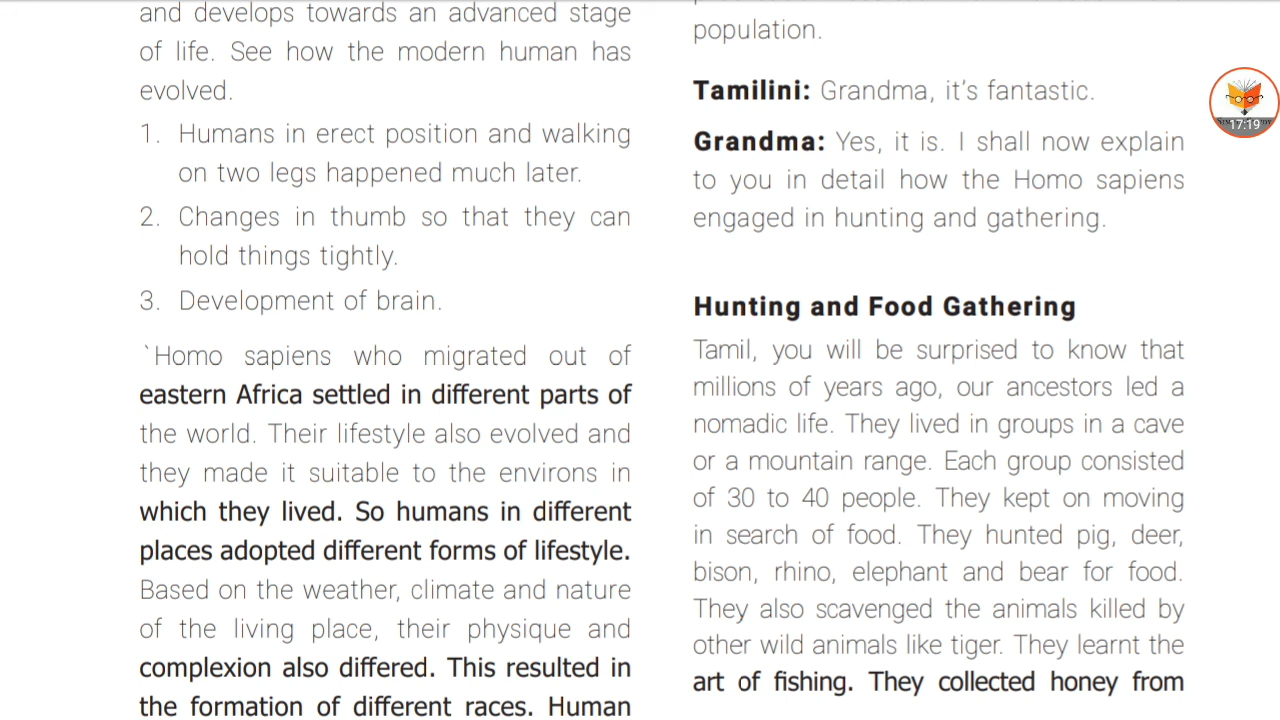 and develops towards an advanced stage
of life. See how the modern human has
evolved.
1. Humans in erect position and walking
on two legs happened much later.
2. Changes in thumb so that they can
hold things tightly.
3. Development of brain.
`Homo sapiens who migrated out of
eastern Africa settled in different parts of
the world. Their lifestyle also evolved and
they made it suitable to the environs in
which they lived. So humans in different
places adopted different forms of lifestyle.
Based on the weather, climate and nature
of the living place, their physique and
complexion also differed. This resulted in
the formation of different races. Human
population.
Tamilini: Grandma, it’s fantastic.
Grandma: Yes, it is. I shall now explain
to you in detail how the Homo sapiens
engaged in hunting and gathering.
Hunting and Food Gathering
Tamil, you will be surprised to know that
millions of years ago, our ancestors led a
nomadic life. They lived in groups in a cave
or a mountain range. Each group consisted
of 30 to 40 people. They kept on moving
in search of food. They hunted pig, deer,
bison, rhino, elephant and bear for food.
They also scavenged the animals killed by
other wild animals like tiger. They learnt the
art of fishing. They collected honey from
17:19